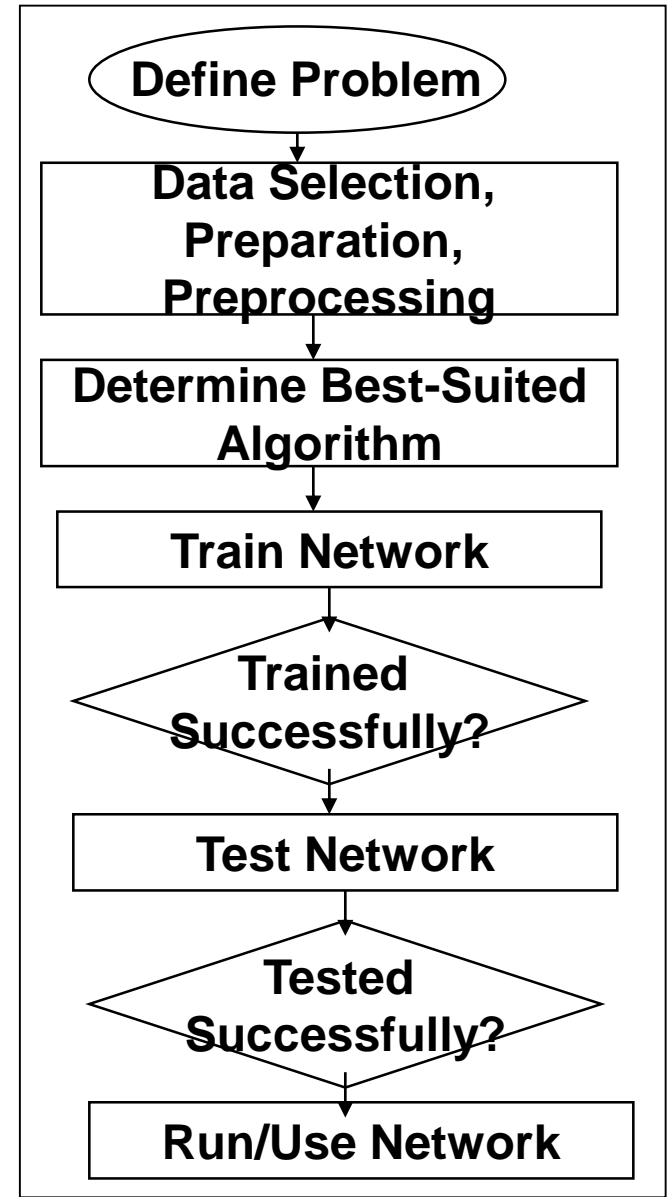 Define Problem
Data Selection,
Preparation,
Preprocessing
Determine Best-Suited
Algorithm
Train Network
Trained
Successfully?
Test Network
Tested
Successfully?
Run/Use Network